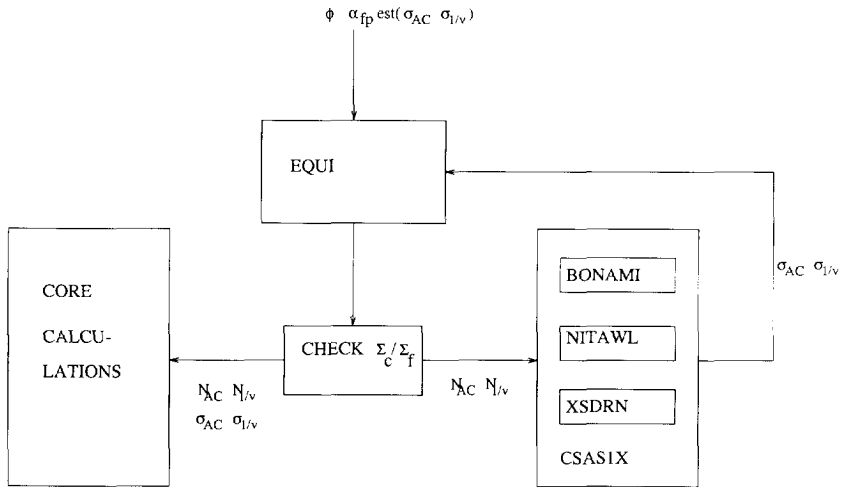 ϕ α_fp est(σ_AC σ_1/v)
EQUI
CORE
CALCU-
LATIONS
CHECK Σ_c/Σ_f
N_AC N_1/v
σ_AC σ_1/v
N_AC N_1/v
BONAMI
NITAWL
XSDRN
CSAS1X
σ_AC σ_1/v